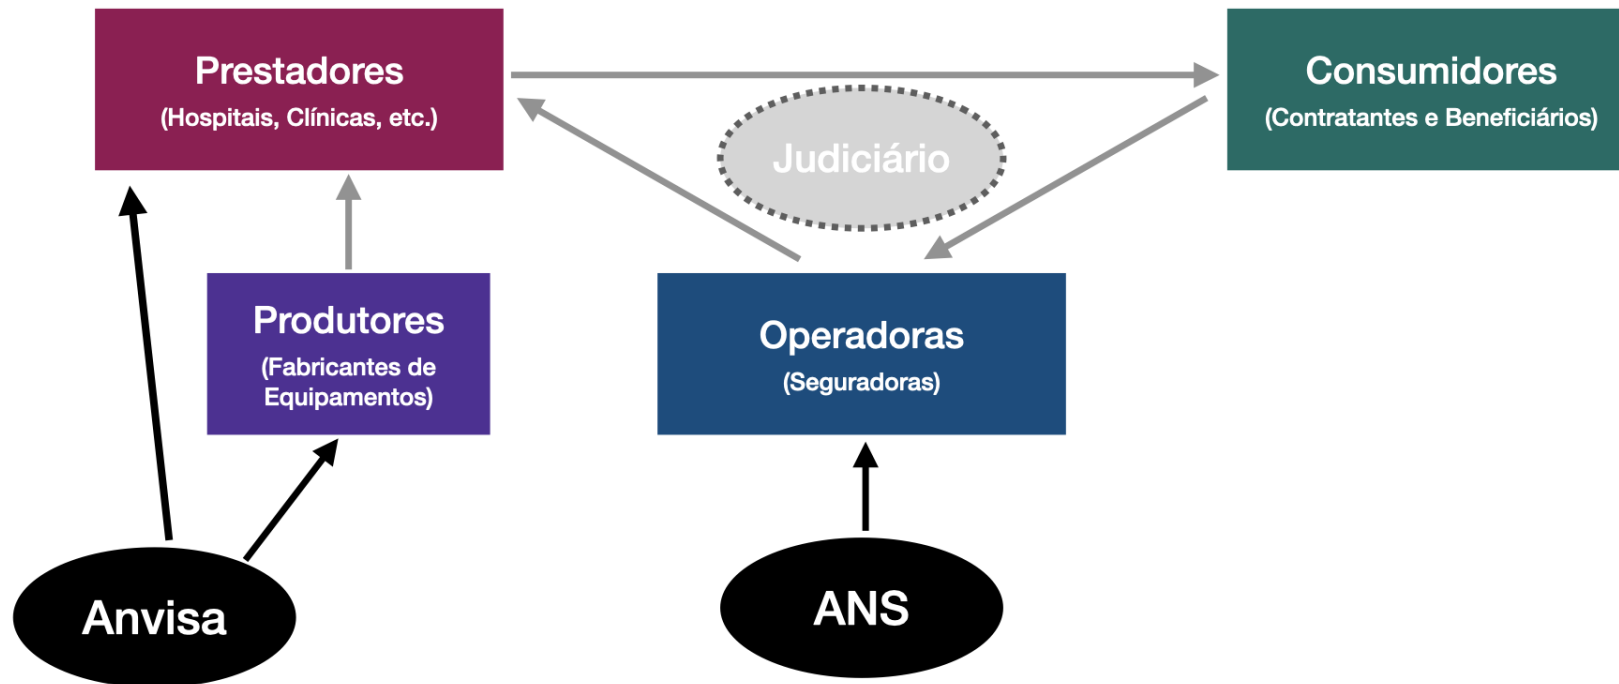 Prestadores
(Hospitais, Clínicas, etc.)
Consumidores
(Contratantes e Beneficiários)
Judiciário
Produtores
(Fabricantes de
Equipamentos)
Operadoras
(Seguradoras)
Anvisa
ANS